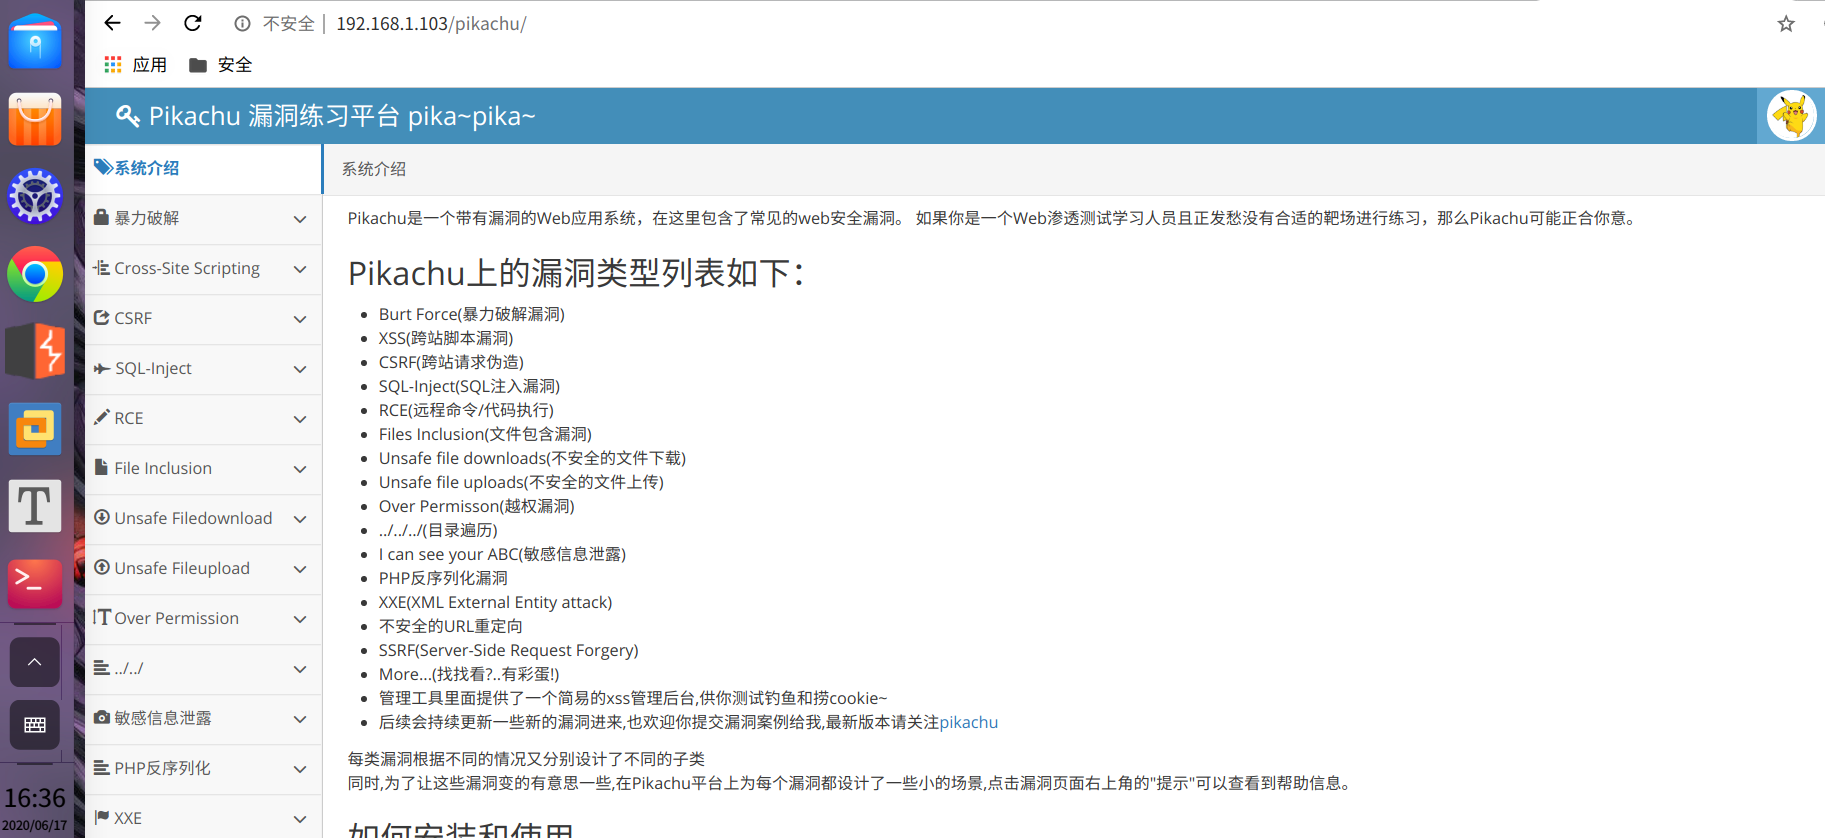 不安全 | 192.168.1.103/pikachu/
应用 安全
Pikachu 漏洞练习平台 pika~pika~
系统介绍
暴力破解
Cross-Site Scripting
CSRF
SQL-Inject
RCE
File Inclusion
Unsafe Filedownload
Unsafe Fileupload
Over Permission
../../
敏感信息泄露
PHP反序列化
XXE
系统介绍
Pikachu是一个带有漏洞的Web应用系统，在这里包含了常见的web安全漏洞。 如果你是一个Web渗透测试学习人员且正发愁没有合适的靶场进行练习，那么Pikachu可能正合你意。
Pikachu上的漏洞类型列表如下：
Burt Force(暴力破解漏洞)
XSS(跨站脚本漏洞)
CSRF(跨站请求伪造)
SQL-Inject(SQL注入漏洞)
RCE(远程命令/代码执行)
Files Inclusion(文件包含漏洞)
Unsafe file downloads(不安全的文件下载)
Unsafe file uploads(不安全的文件上传)
Over Permisson(越权漏洞)
../../../(目录遍历)
I can see your ABC(敏感信息泄露)
PHP反序列化漏洞
XXE(XML External Entity attack)
不安全的URL重定向
SSRF(Server-Side Request Forgery)
More...(找找看?..有彩蛋!)
管理工具里面提供了一个简易的xss管理后台,供你测试钓鱼和捞cookie~
后续会持续更新一些新的漏洞进来,也欢迎你提交漏洞案例给我,最新版本请关注pikachu
每类漏洞根据不同的情况又分别设计了不同的子类
同时,为了让这些漏洞变的有意思一些,在Pikachu平台上为每个漏洞都设计了一些小的场景,点击漏洞页面右上角的"提示"可以查看到帮助信息。
如何安装和使用
16:36
2020/06/17